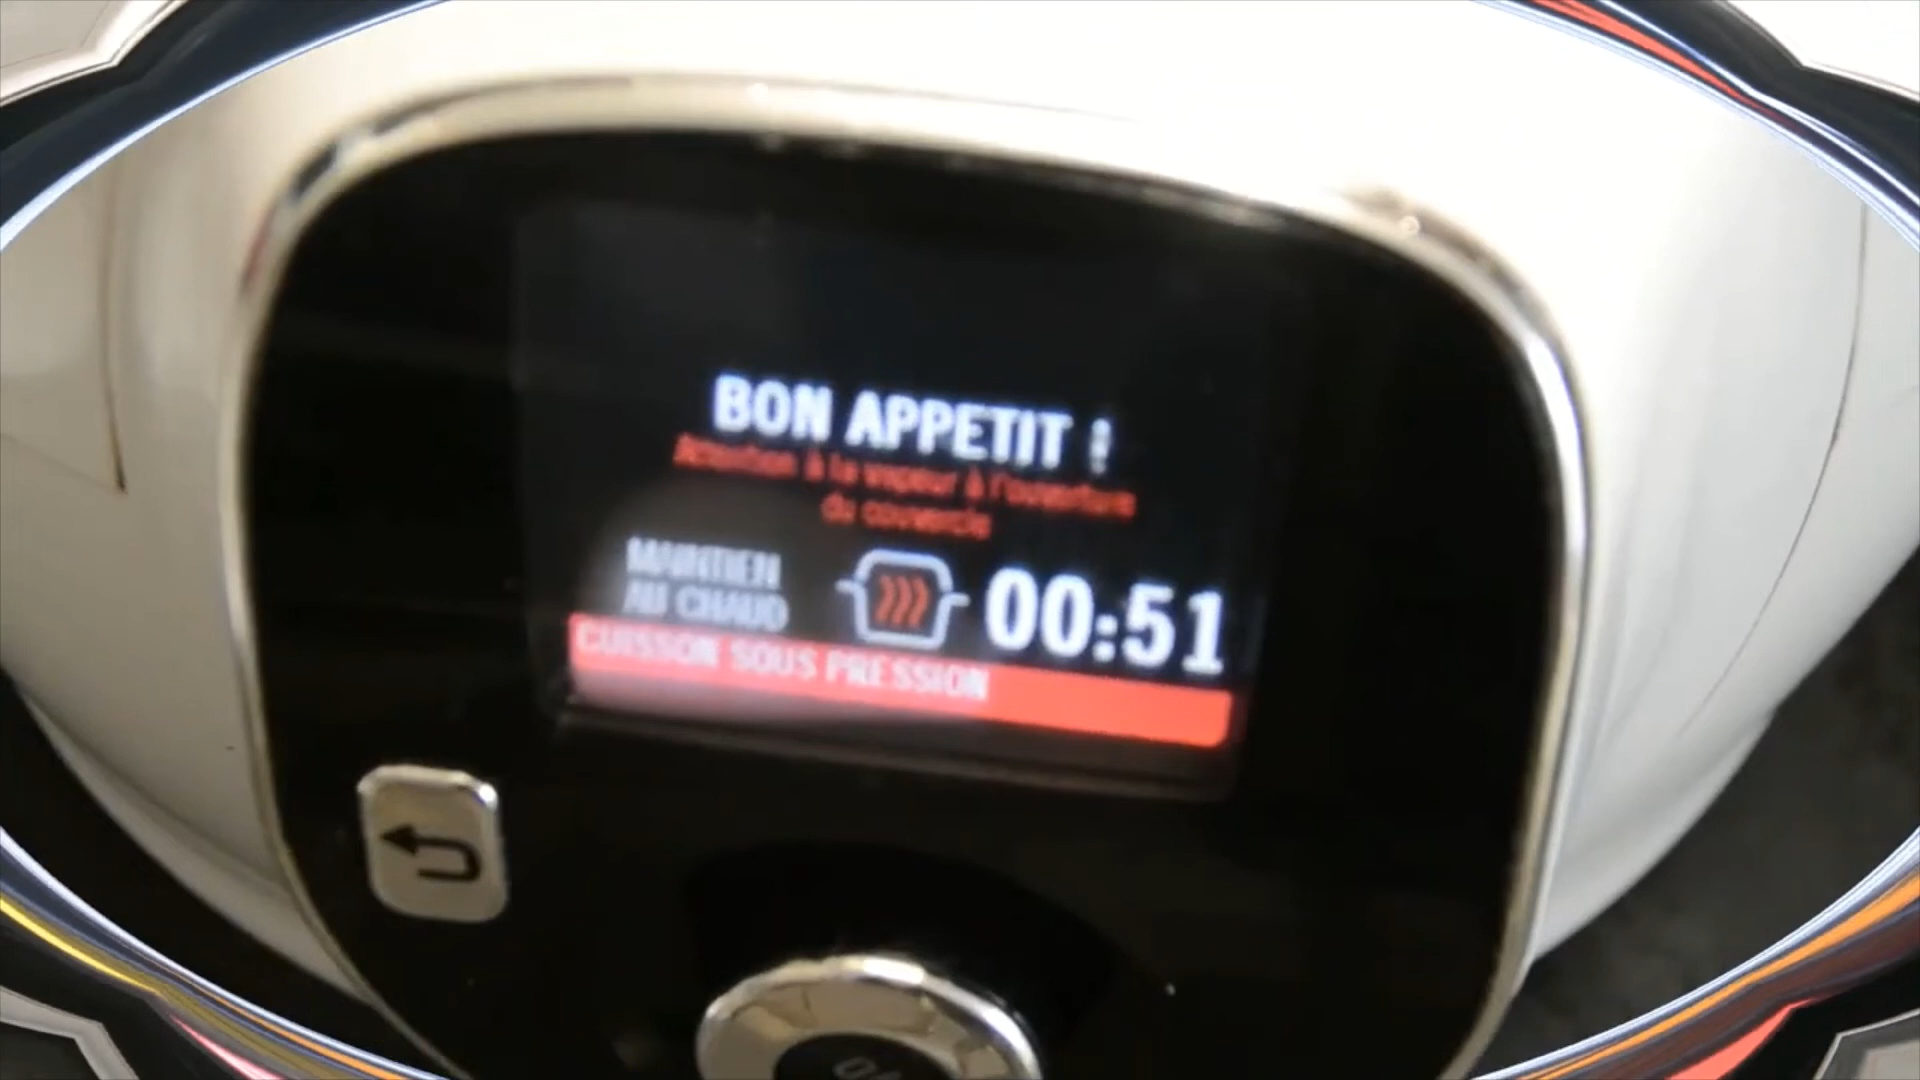 BON APPETIT !
Attention à la vapeur à l'ouverture
du couvercle
MAINTIEN
AU CHAUD
00:51
CUISSON SOUS PRESSION